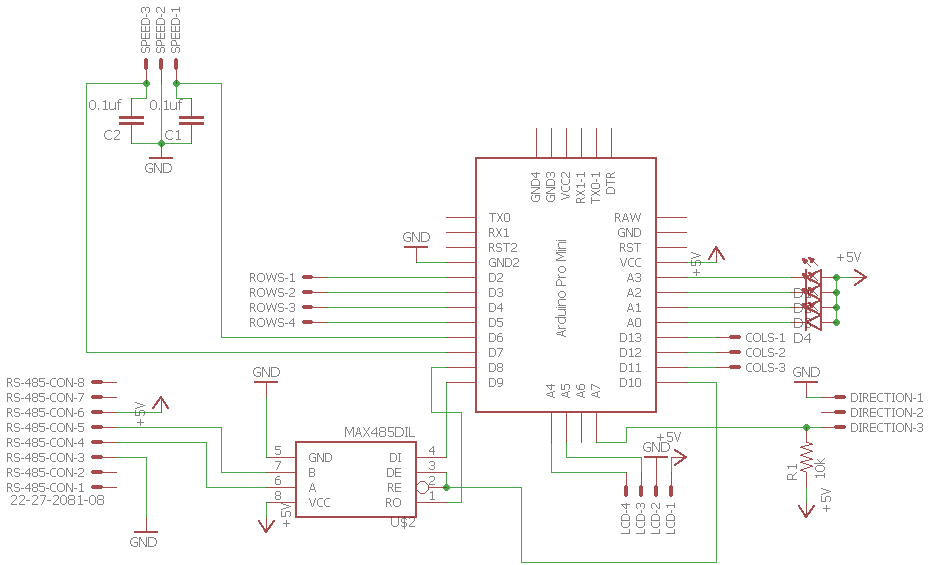 SPEED-3
SPEED-2
SPEED-1
0.1uf
0.1uf
C2
C1
GND
GND4
GND3
VCC2
RX1-1
TX0-1
DTR
TX0
RX1
RST2
GND2
D2
D3
D4
D5
D6
D7
D8
D9
Arduino Pro Mini
RAW
GND
RST
VCC
A3
A2
A1
A0
D13
D12
D11
D10
A4
A5
A6
A7
GND
+5V
+5V
D4
ROWS-1
ROWS-2
ROWS-3
ROWS-4
COLS-1
COLS-2
COLS-3
GND
DIRECTION-1
DIRECTION-2
DIRECTION-3
R1
10k
+5V
RS-485-CON-8
RS-485-CON-7
RS-485-CON-6
RS-485-CON-5
RS-485-CON-4
RS-485-CON-3
RS-485-CON-2
RS-485-CON-1
22-27-2081-08
+5V
GND
GND
MAX485DIL
5
7
6
8
GND
B
A
VCC
DI
DE
RE
RO
4
3
2
1
U$2
+5V
GND
+5V
LCD-4
LCD-3
LCD-2
LCD-1